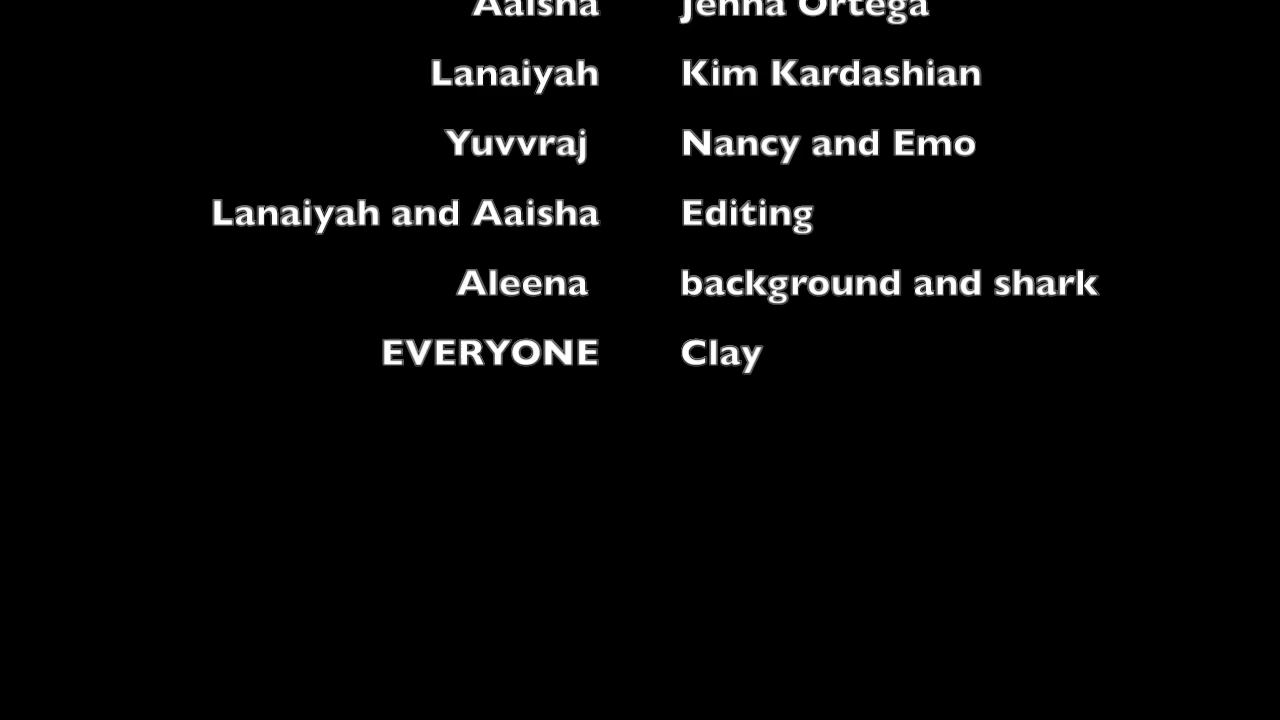 Aaisha Jenna Ortega
Lanaiyah Kim Kardashian
Yuvvraj Nancy and Emo
Lanaiyah and Aaisha Editing
Aleena background and shark
EVERYONE Clay